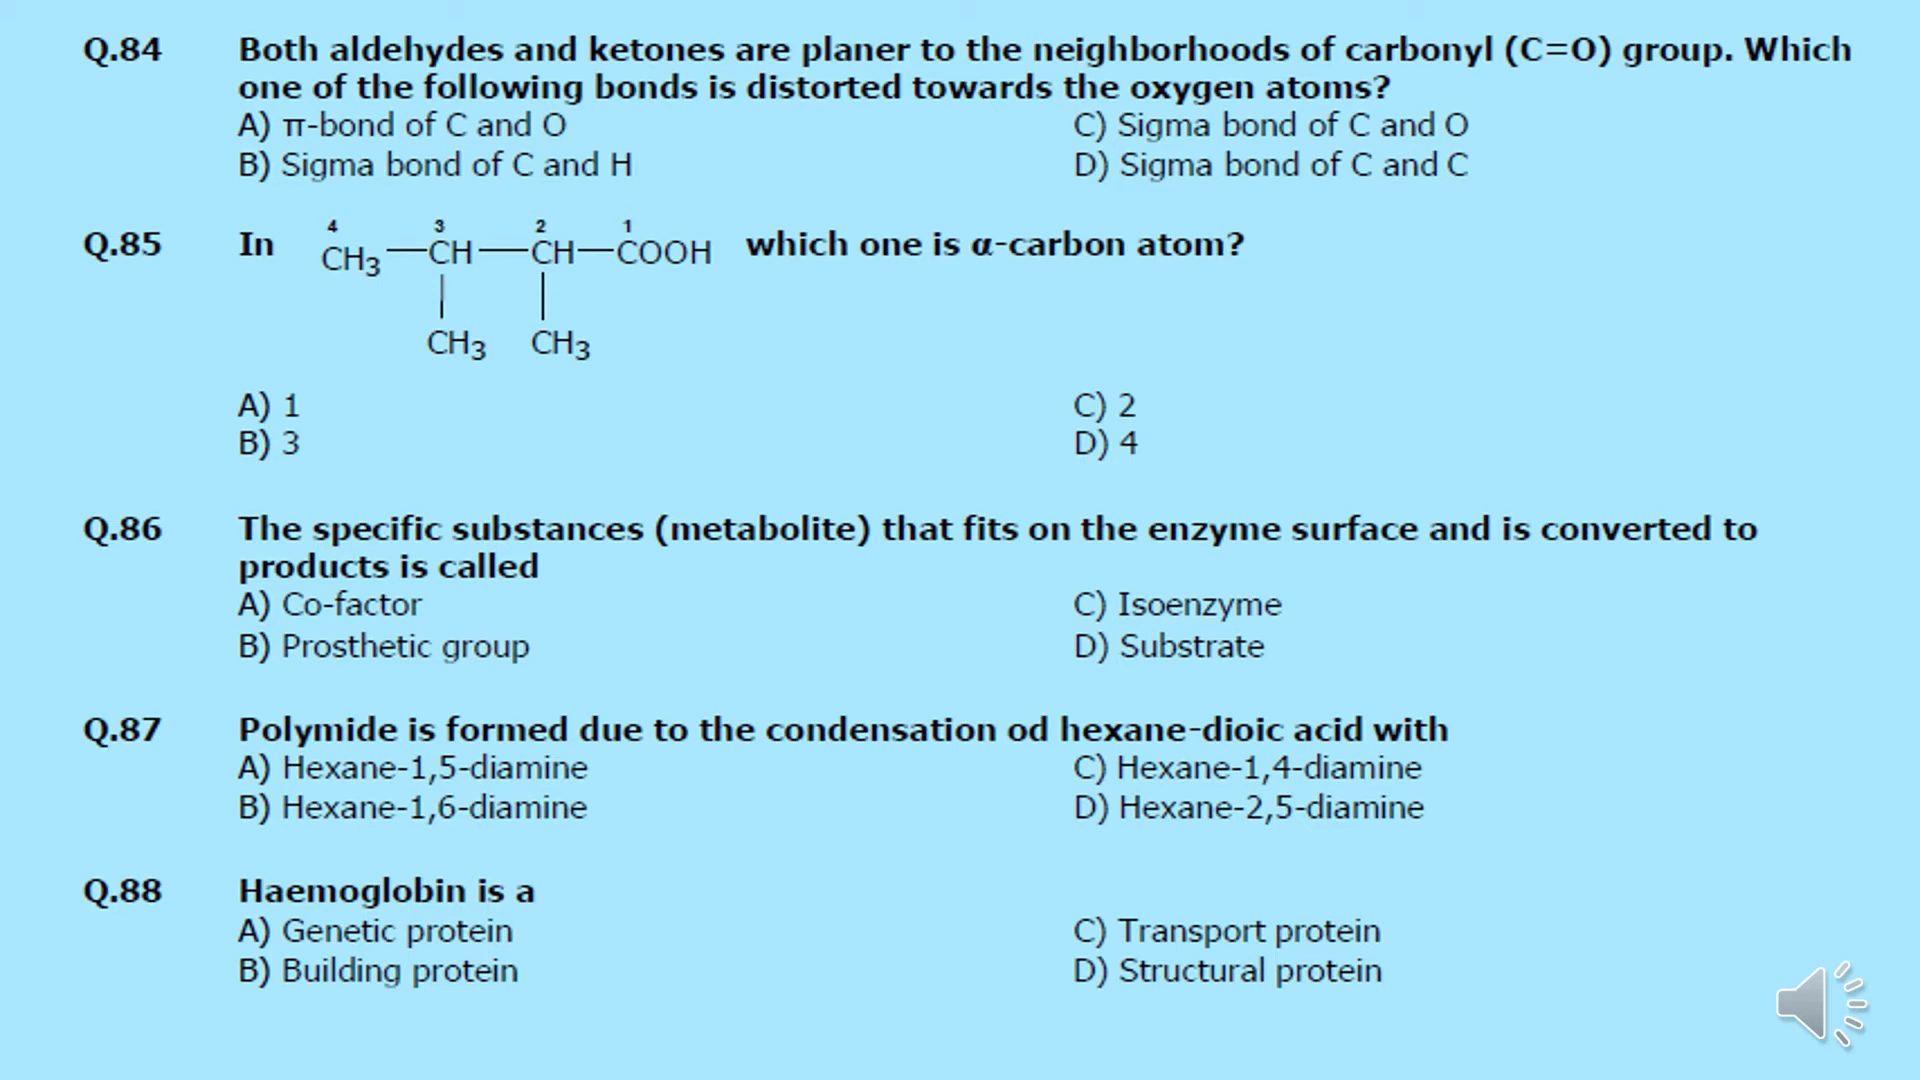 Q.84 Both aldehydes and ketones are planer to the neighborhoods of carbonyl (C=O) group. Which
one of the following bonds is distorted towards the oxygen atoms?
A) π-bond of C and O C) Sigma bond of C and O
B) Sigma bond of C and H D) Sigma bond of C and C
4 3 2 1
Q.85 In CH3—CH—CH—COOH which one is α-carbon atom?
CH3 CH3
A) 1 C) 2
B) 3 D) 4
Q.86 The specific substances (metabolite) that fits on the enzyme surface and is converted to
products is called
A) Co-factor C) Isoenzyme
B) Prosthetic group D) Substrate
Q.87 Polymide is formed due to the condensation od hexane-dioic acid with
A) Hexane-1,5-diamine C) Hexane-1,4-diamine
B) Hexane-1,6-diamine D) Hexane-2,5-diamine
Q.88 Haemoglobin is a
A) Genetic protein C) Transport protein
B) Building protein D) Structural protein